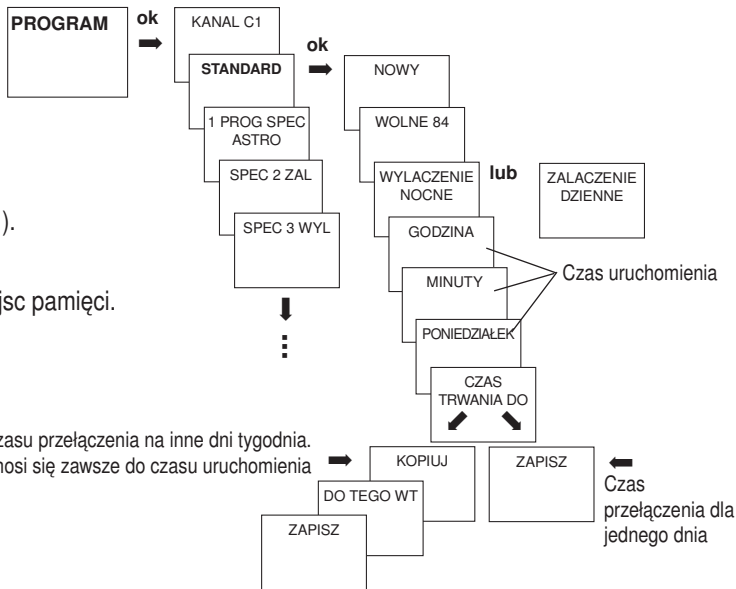 PROGRAM
ok
KANAL C1
STANDARD
ok
NOWY
1 PROG SPEC
ASTRO
WOLNE 84
SPEC 2 ZAL
WYLACZENIE
NOCNE
lub
ZALACZENIE
DZIENNE
).
SPEC 3 WYL
GODZINA
Czas uruchomienia
MINUTY
jsc pamięci.
PONIEDZIAŁEK
CZAS
TRWANIA DO
zasu przełączenia na inne dni tygodnia.
nosi się zawsze do czasu uruchomienia
KOPIUJ
ZAPISZ
Czas
przełączenia dla
jednego dnia
DO TEGO WT
ZAPISZ